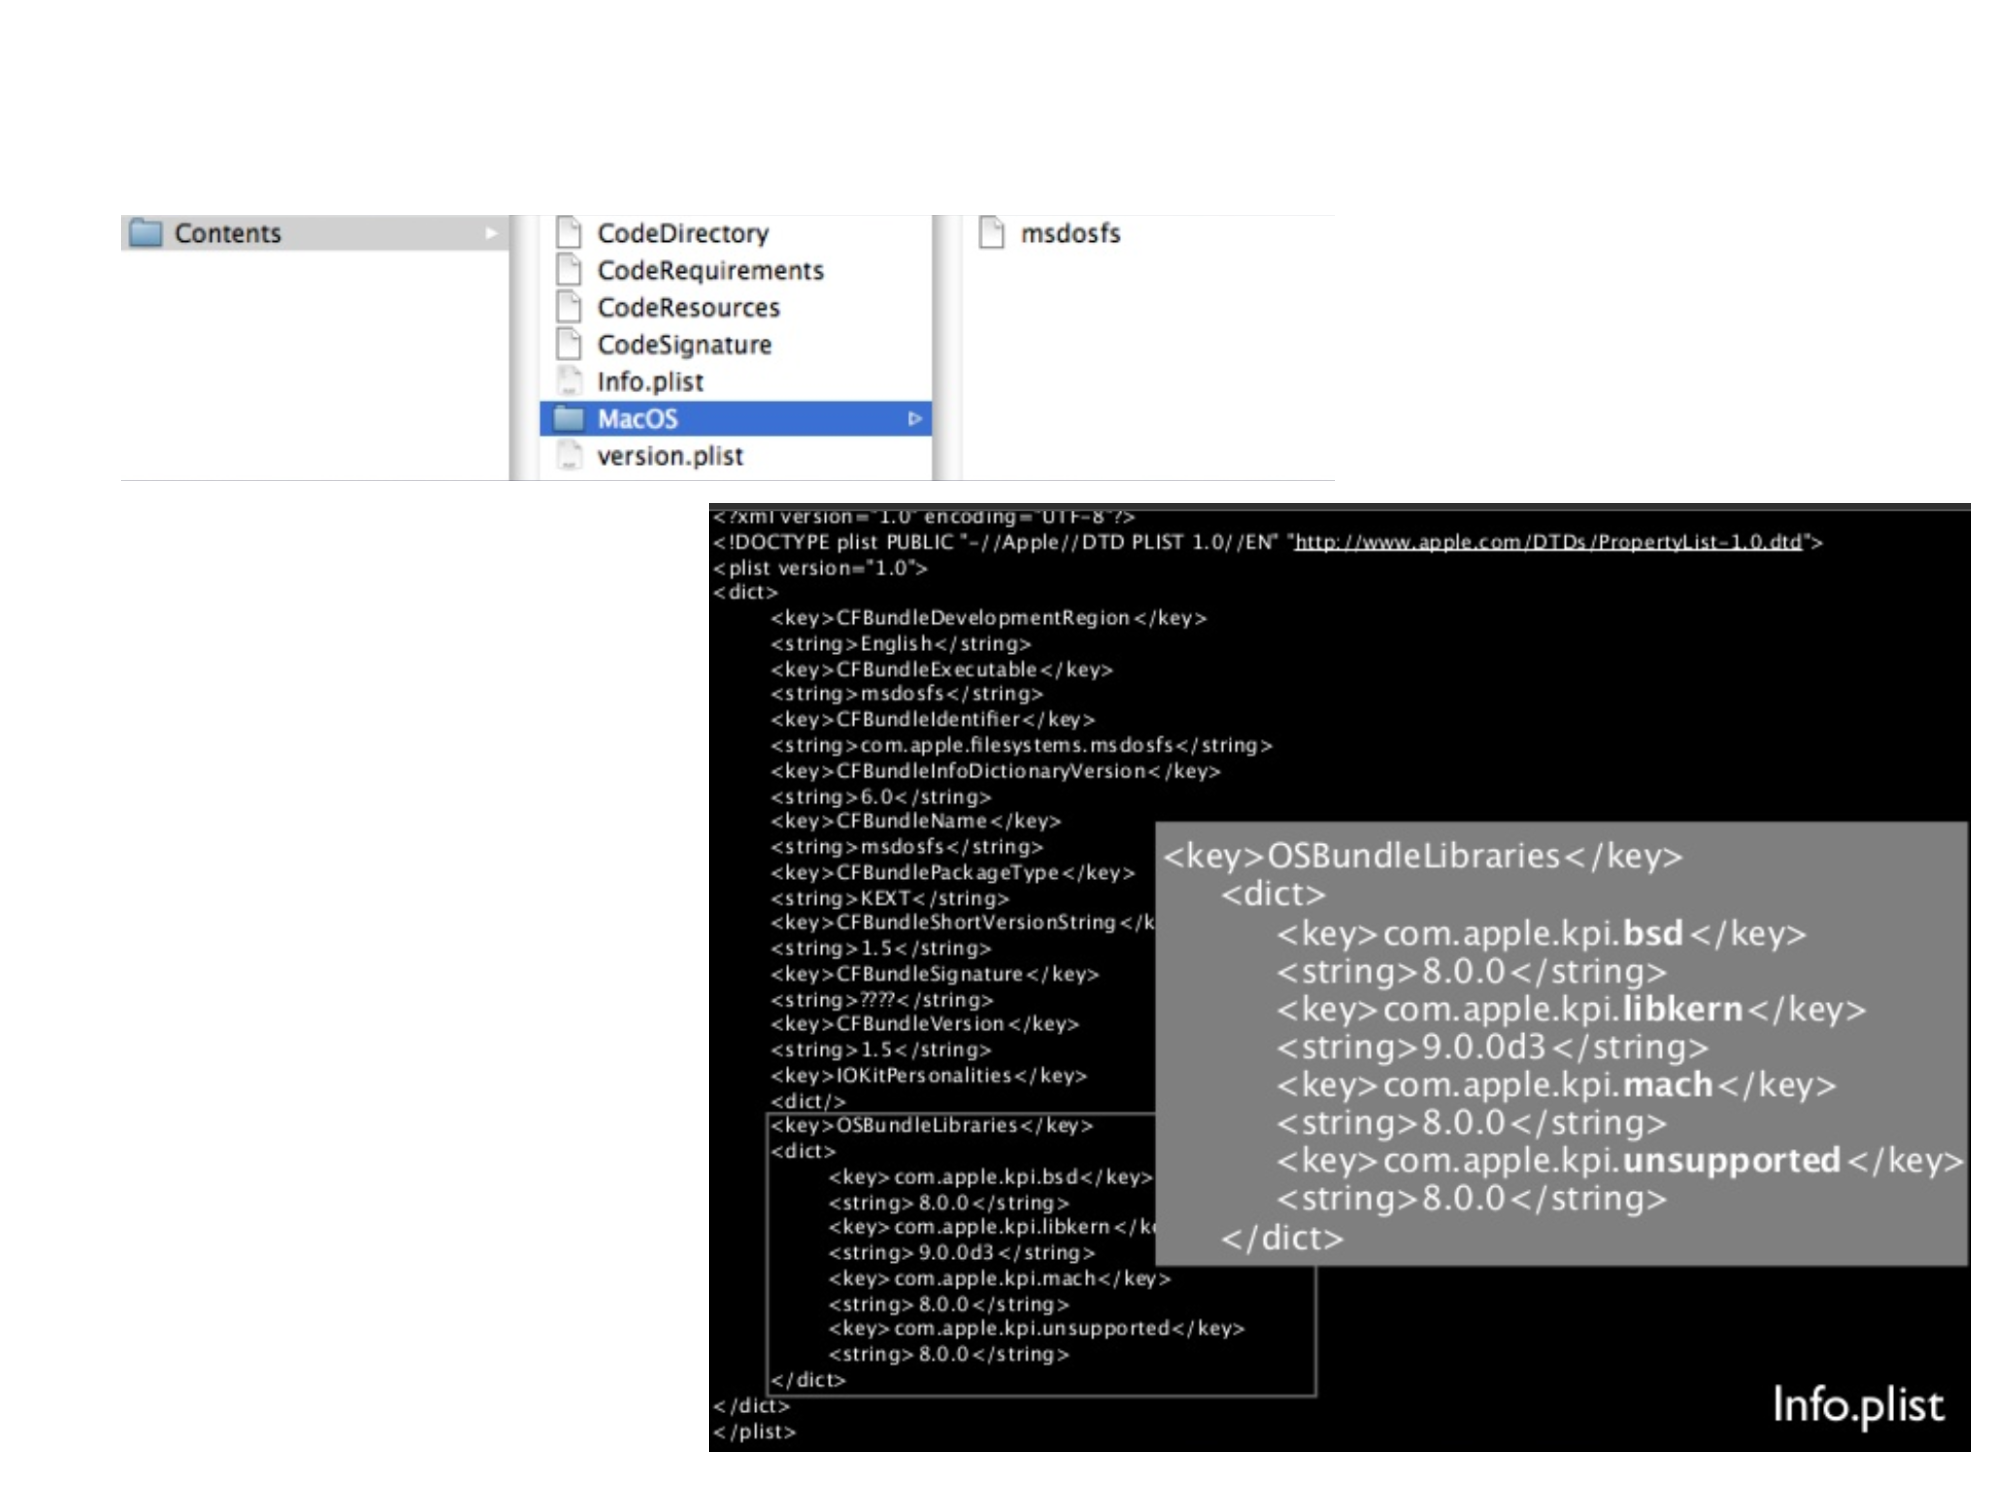 Contents
CodeDirectory
CodeRequirements
CodeResources
CodeSignature
Info.plist
MacOS
version.plist
msdosfs
<?xml version="1.0" encoding="UTF-8"?>
<!DOCTYPE plist PUBLIC "-//Apple//DTD PLIST 1.0//EN" "http://www.apple.com/DTDs/PropertyList-1.0.dtd">
<plist version="1.0">
<dict>
<key>CFBundleDevelopmentRegion</key>
<string>English</string>
<key>CFBundleExecutable</key>
<string>msdosfs</string>
<key>CFBundleIdentifier</key>
<string>com.apple.filesystems.msdosfs</string>
<key>CFBundleInfoDictionaryVersion</key>
<string>6.0</string>
<key>CFBundleName</key>
<string>msdosfs</string>
<key>CFBundlePackageType</key>
<string>KEXT</string>
<key>CFBundleShortVersionString</k
<string>1.5</string>
<key>CFBundleSignature</key>
<string>????</string>
<key>CFBundleVersion</key>
<string>1.5</string>
<key>IOKitPersonalities</key>
<dict/>
<key>OSBundleLibraries</key>
<dict>
<key>com.apple.kpi.bsd</key>
<string>8.0.0</string>
<key>com.apple.kpi.libkern</k
<string>9.0.0d3</string>
<key>com.apple.kpi.mach</key>
<string>8.0.0</string>
<key>com.apple.kpi.unsupported</key>
<string>8.0.0</string>
</dict>
</dict>
</plist>
<key>OSBundleLibraries</key>
<dict>
<key>com.apple.kpi.bsd</key>
<string>8.0.0</string>
<key>com.apple.kpi.libkern</key>
<string>9.0.0d3</string>
<key>com.apple.kpi.mach</key>
<string>8.0.0</string>
<key>com.apple.kpi.unsupported</key>
<string>8.0.0</string>
</dict>
Info.plist